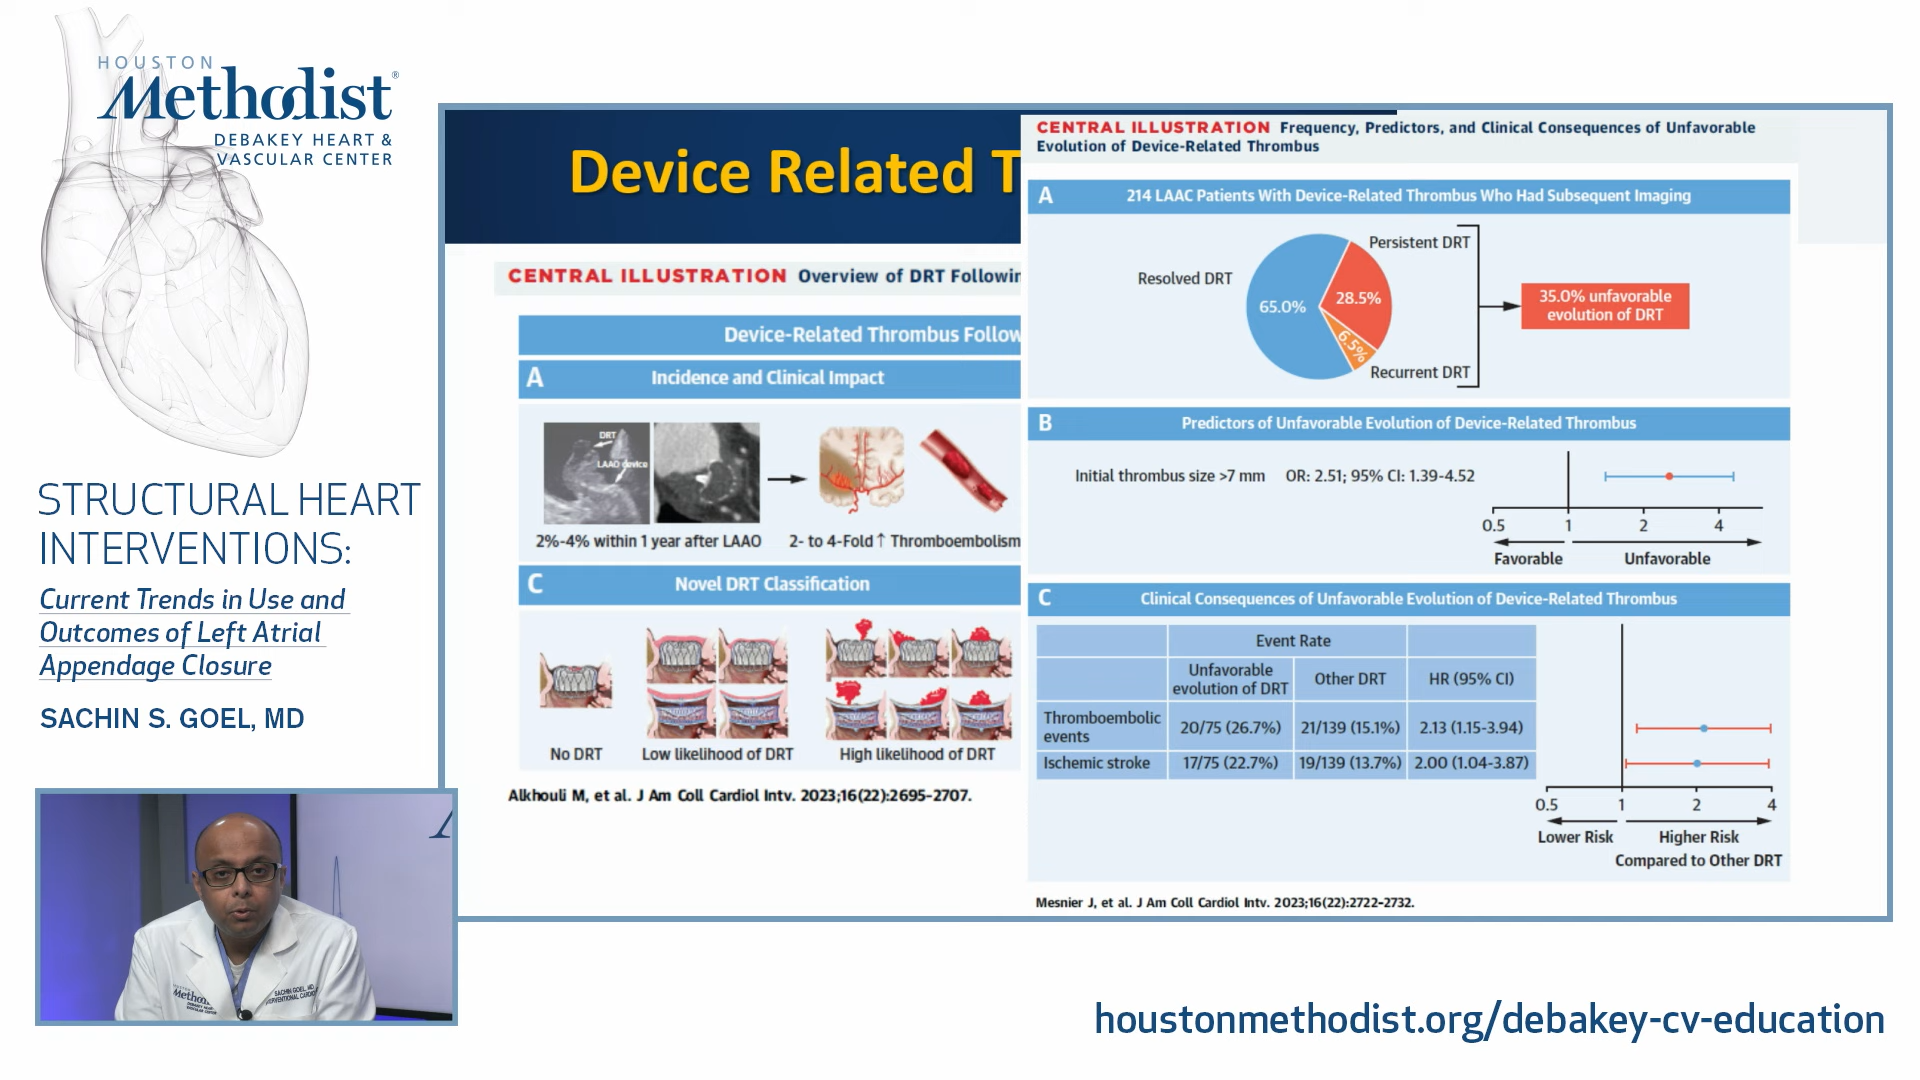 HOUSTON
Methodist®
DEBAKEY HEART &
VASCULAR CENTER
STRUCTURAL HEART
INTERVENTIONS:
Current Trends in Use and
Outcomes of Left Atrial
Appendage Closure
SACHIN S. GOEL, MD
Device Related T
CENTRAL ILLUSTRATION Overview of DRT Followin
Device-Related Thrombus Follow
A Incidence and Clinical Impact
DRT
LAAO device
2%-4% within 1 year after LAAO
2- to 4-Fold ↑ Thromboembolism
C Novel DRT Classification
No DRT
Low likelihood of DRT
High likelihood of DRT
Alkhouli M, et al. J Am Coll Cardiol Intv. 2023;16(22):2695-2707.
CENTRAL ILLUSTRATION Frequency, Predictors, and Clinical Consequences of Unfavorable
Evolution of Device-Related Thrombus
A 214 LAAC Patients With Device-Related Thrombus Who Had Subsequent Imaging
Persistent DRT
Resolved DRT
65.0%
28.5%
6.5%
Recurrent DRT
35.0% unfavorable
evolution of DRT
B Predictors of Unfavorable Evolution of Device-Related Thrombus
Initial thrombus size >7 mm OR: 2.51; 95% CI: 1.39-4.52
0.5 1 2 4
Favorable Unfavorable
C Clinical Consequences of Unfavorable Evolution of Device-Related Thrombus
Event Rate
Unfavorable
evolution of DRT
Other DRT
HR (95% CI)
Thromboembolic
events
20/75 (26.7%) 21/139 (15.1%) 2.13 (1.15-3.94)
Ischemic stroke 17/75 (22.7%) 19/139 (13.7%) 2.00 (1.04-3.87)
0.5 1 2 4
Lower Risk Higher Risk
Compared to Other DRT
Mesnier J, et al. J Am Coll Cardiol Intv. 2023;16(22):2722-2732.
SACHIN GOEL, MD
houstonmethodist.org/debakey-cv-education